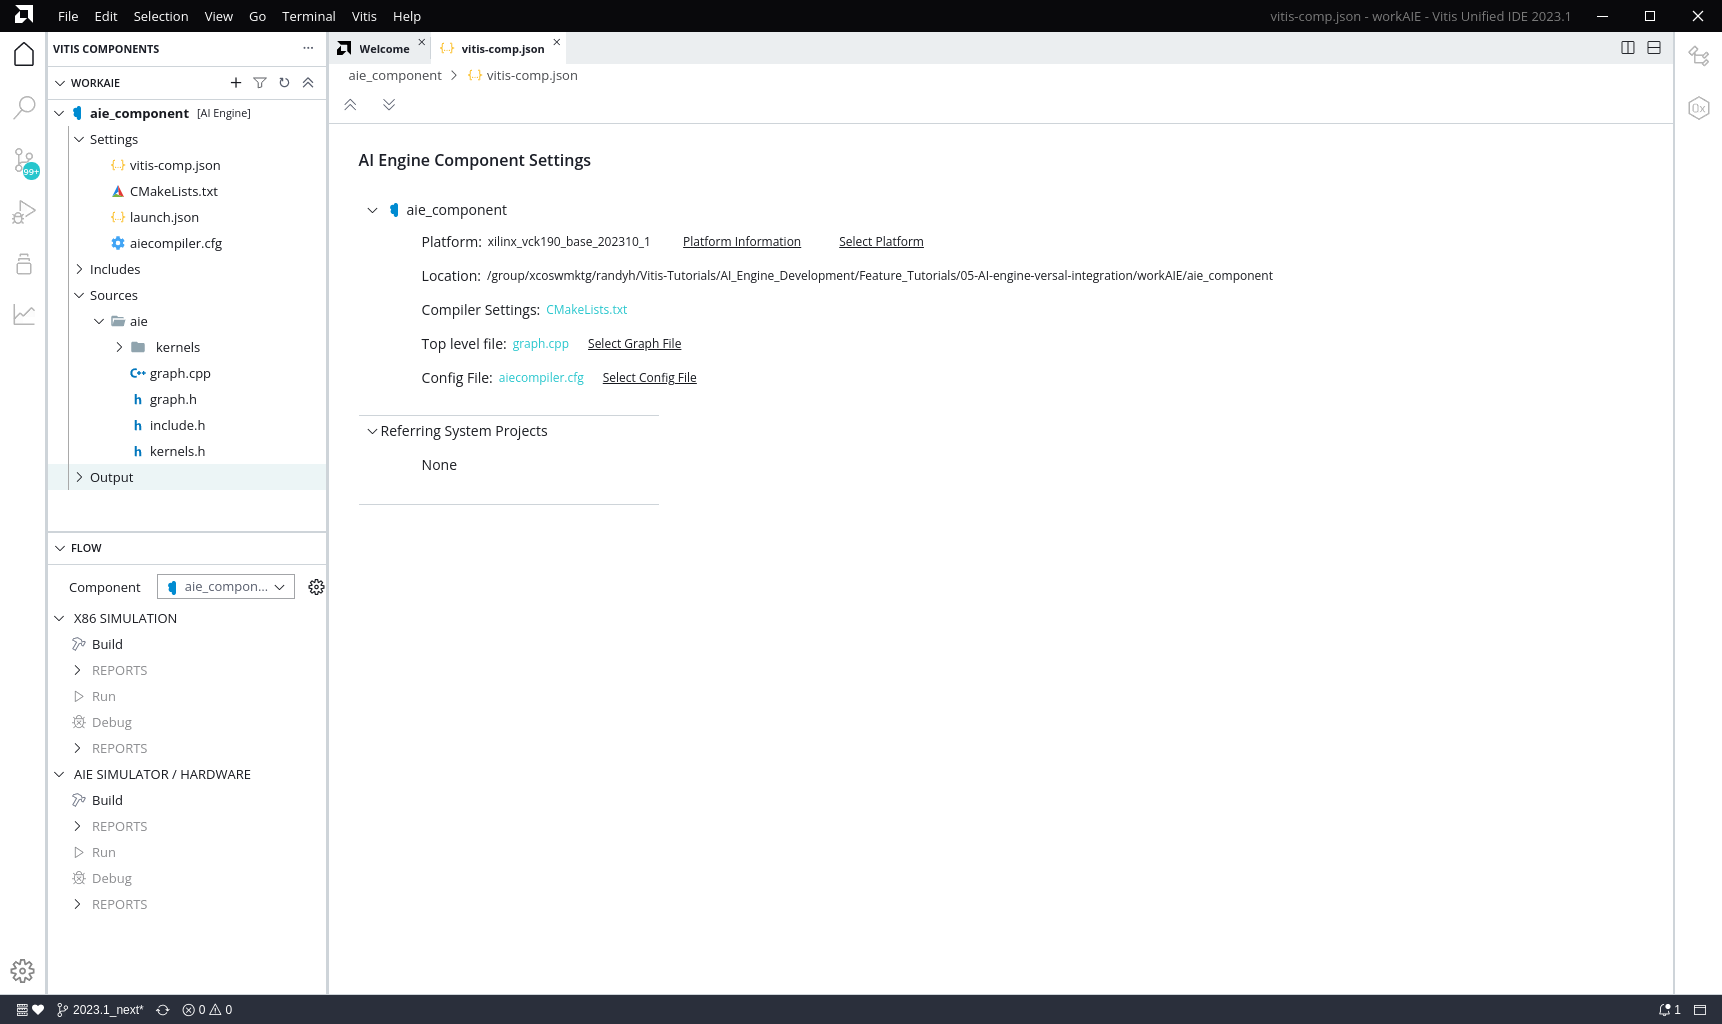 File Edit Selection View Go Terminal Vitis Help
vitis-comp.json - workAIE - Vitis Unified IDE 2023.1
VITIS COMPONENTS
WORKAIE
aie_component [AI Engine]
Settings
vitis-comp.json
CMakeLists.txt
launch.json
aiecompiler.cfg
Includes
Sources
aie
kernels
graph.cpp
graph.h
include.h
kernels.h
Output
99+
FLOW
Component aie_compon...
X86 SIMULATION
Build
REPORTS
Run
Debug
REPORTS
AIE SIMULATOR / HARDWARE
Build
REPORTS
Run
Debug
REPORTS
Welcome vitis-comp.json
aie_component > vitis-comp.json
AI Engine Component Settings
aie_component
Platform: xilinx_vck190_base_202310_1 Platform Information Select Platform
Location: /group/xcoswmktg/randyh/Vitis-Tutorials/AI_Engine_Development/Feature_Tutorials/05-AI-engine-versal-integration/workAIE/aie_component
Compiler Settings: CMakeLists.txt
Top level file: graph.cpp Select Graph File
Config File: aiecompiler.cfg Select Config File
Referring System Projects
None
0x
2023.1_next* 0 0
1